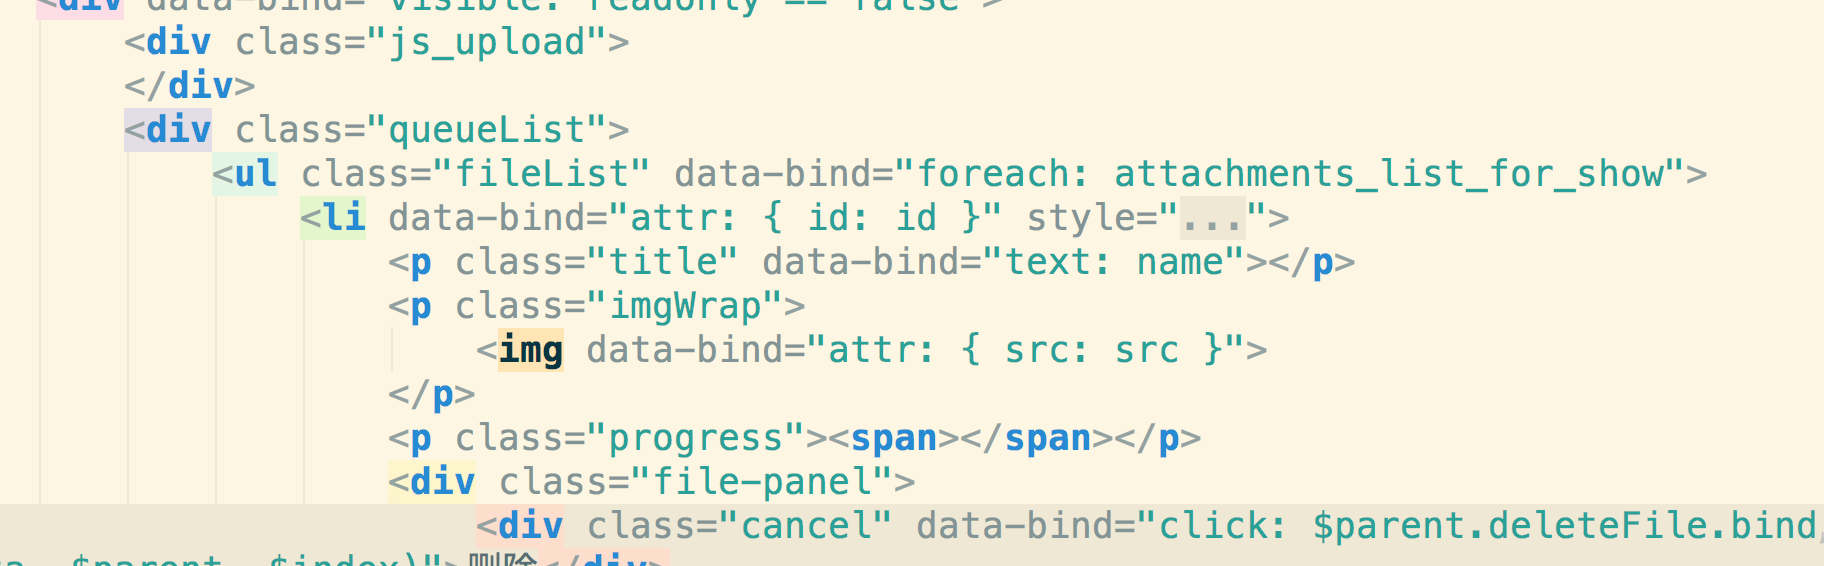 <div data-bind="visible: readonly == false">
<div class="js_upload">
</div>
<div class="queueList">
<ul class="fileList" data-bind="foreach: attachments_list_for_show">
<li data-bind="attr: { id: id }" style="...">
<p class="title" data-bind="text: name"></p>
<p class="imgWrap">
<img data-bind="attr: { src: src }">
</p>
<p class="progress"><span></span></p>
<div class="file-panel">
<div class="cancel" data-bind="click: $parent.deleteFile.bind
$parent, $index)">删除</div>